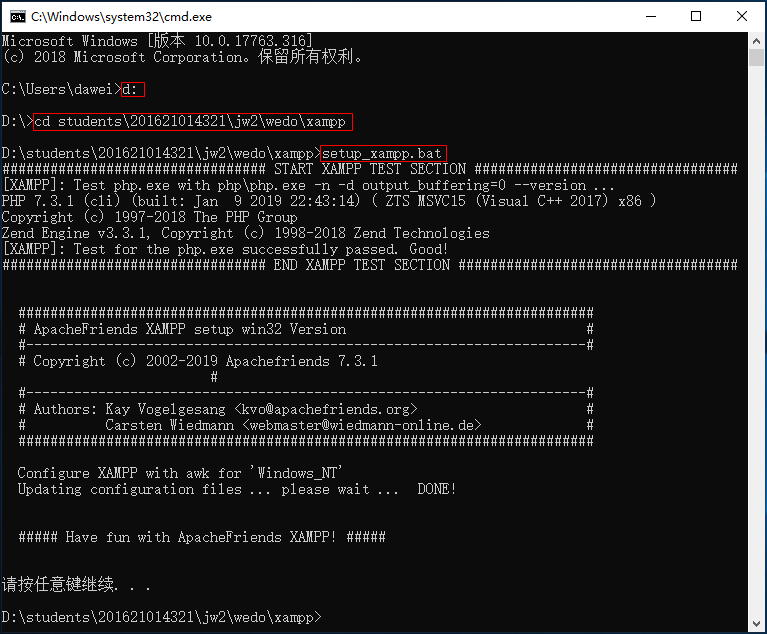 C:\Windows\system32\cmd.exe
Microsoft Windows [版本 10.0.17763.316]
(c) 2018 Microsoft Corporation。保留所有权利。
C:\Users\dawei>d:
D:\>cd students\201621014321\jw2\wedo\xampp
D:\students\201621014321\jw2\wedo\xampp>setup_xampp.bat
################################# START XAMPP TEST SECTION #################################
[XAMPP]: Test php.exe with php\php.exe -n -d output_buffering=0 --version ...
PHP 7.3.1 (cli) (built: Jan  9 2019 22:43:14) ( ZTS MSVC15 (Visual C++ 2017) x86 )
Copyright (c) 1997-2018 The PHP Group
Zend Engine v3.3.1, Copyright (c) 1998-2018 Zend Technologies
[XAMPP]: Test for the php.exe successfully passed. Good!
################################# END XAMPP TEST SECTION ###################################
########################################################################
# ApacheFriends XAMPP setup win32 Version                              #
#----------------------------------------------------------------------#
# Copyright (c) 2002-2019 Apachefriends 7.3.1
#
#----------------------------------------------------------------------#
# Authors: Kay Vogelgesang <kvo@apachefriends.org>                     #
#          Carsten Wiedmann <webmaster@wiedmann-online.de>             #
########################################################################
Configure XAMPP with awk for 'Windows_NT'
Updating configuration files ... please wait ...  DONE!
##### Have fun with ApacheFriends XAMPP! #####
请按任意键继续. . .
D:\students\201621014321\jw2\wedo\xampp>